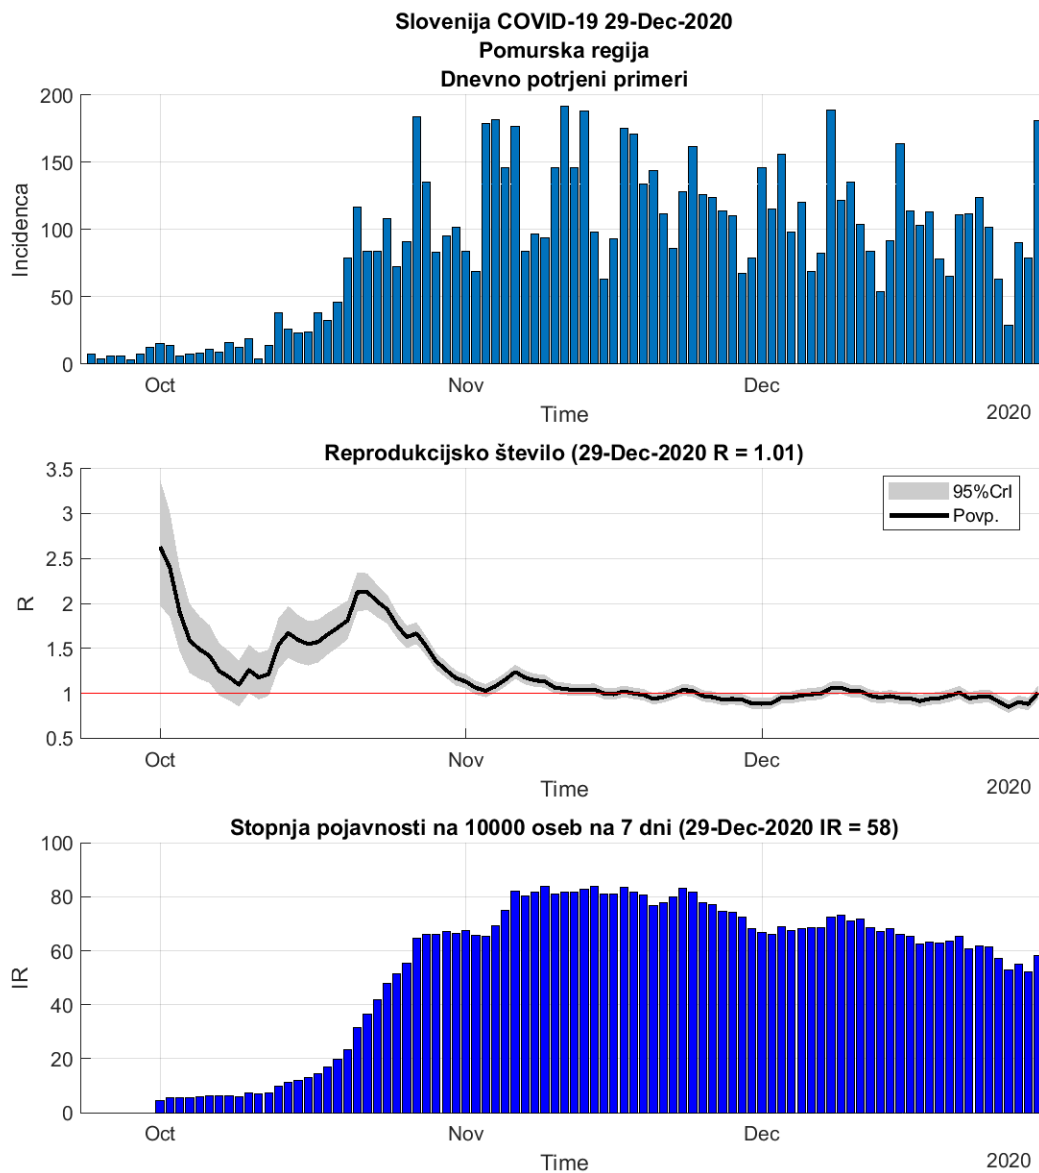 Slovenija COVID-19 29-Dec-2020
Pomurska regija
Dnevno potrjeni primeri
200
150
100
50
0
Incidenca
Oct
Nov
Dec
Time
2020
Reprodukcijsko število (29-Dec-2020 R = 1.01)
3.5
3
2.5
2
1.5
1
0.5
R
95%CrI
Povp.
Oct
Nov
Dec
Time
2020
Stopnja pojavnosti na 10000 oseb na 7 dni (29-Dec-2020 IR = 58)
100
80
60
40
20
0
IR
Oct
Nov
Dec
Time
2020